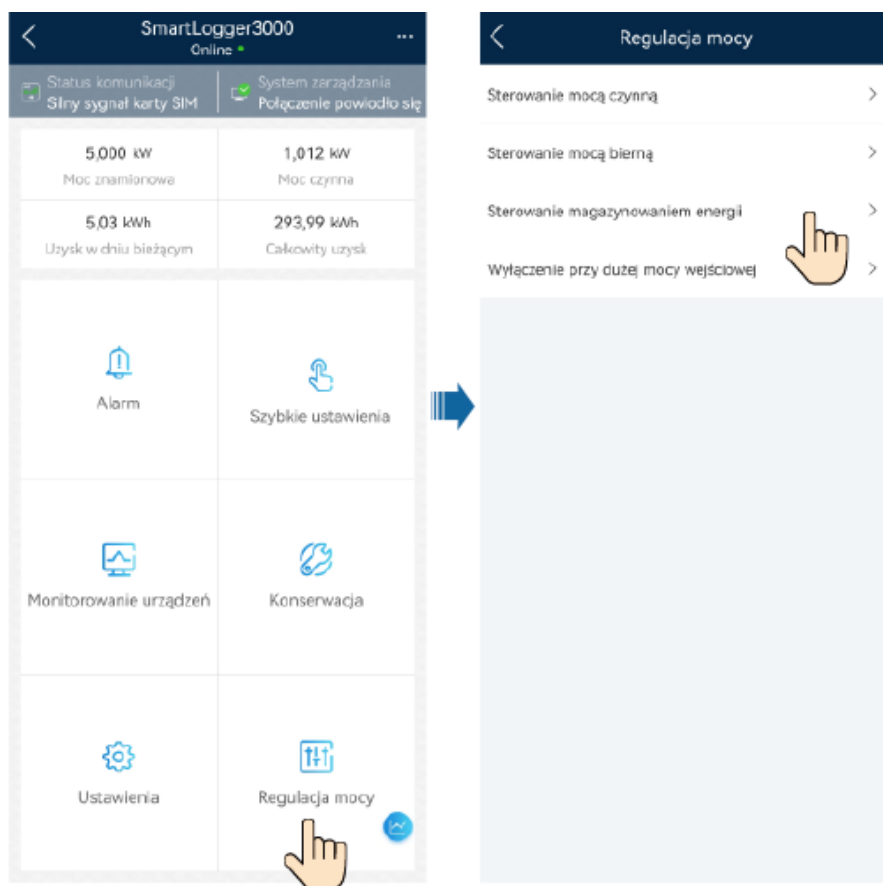 SmartLogger3000
Online
Status komunikacji
Silny sygnał karty SIM
System zarządzania
Połączenie powiodło się
5,000 kW
Moc znamionowa
1,012 kW
Moc czynna
5,03 kWh
Uzysk w dniu bieżącym
293,99 kWh
Całkowity uzysk
Alarm
Szybkie ustawienia
Monitorowanie urządzeń
Konserwacja
Ustawienia
Regulacja mocy
Regulacja mocy
Sterowanie mocą czynną
Sterowanie mocą bierną
Sterowanie magazynowaniem energii
Wyłączenie przy dużej mocy wejściowej